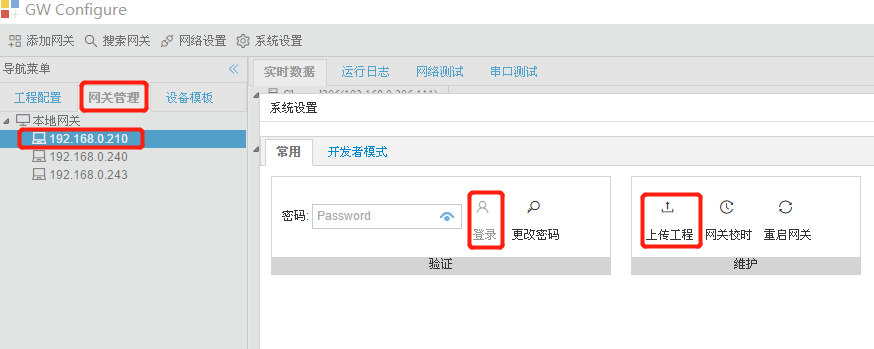 GW Configure
添加网关 搜索网关 网络设置 系统设置
导航菜单
工程配置 网关管理 设备模板
实时数据 运行日志 网络测试 串口测试
本地网关
192.168.0.210
192.168.0.240
192.168.0.243
系统设置
常用 开发者模式
密码: Password 登录 更改密码
验证
上传工程 网关校时 重启网关
维护